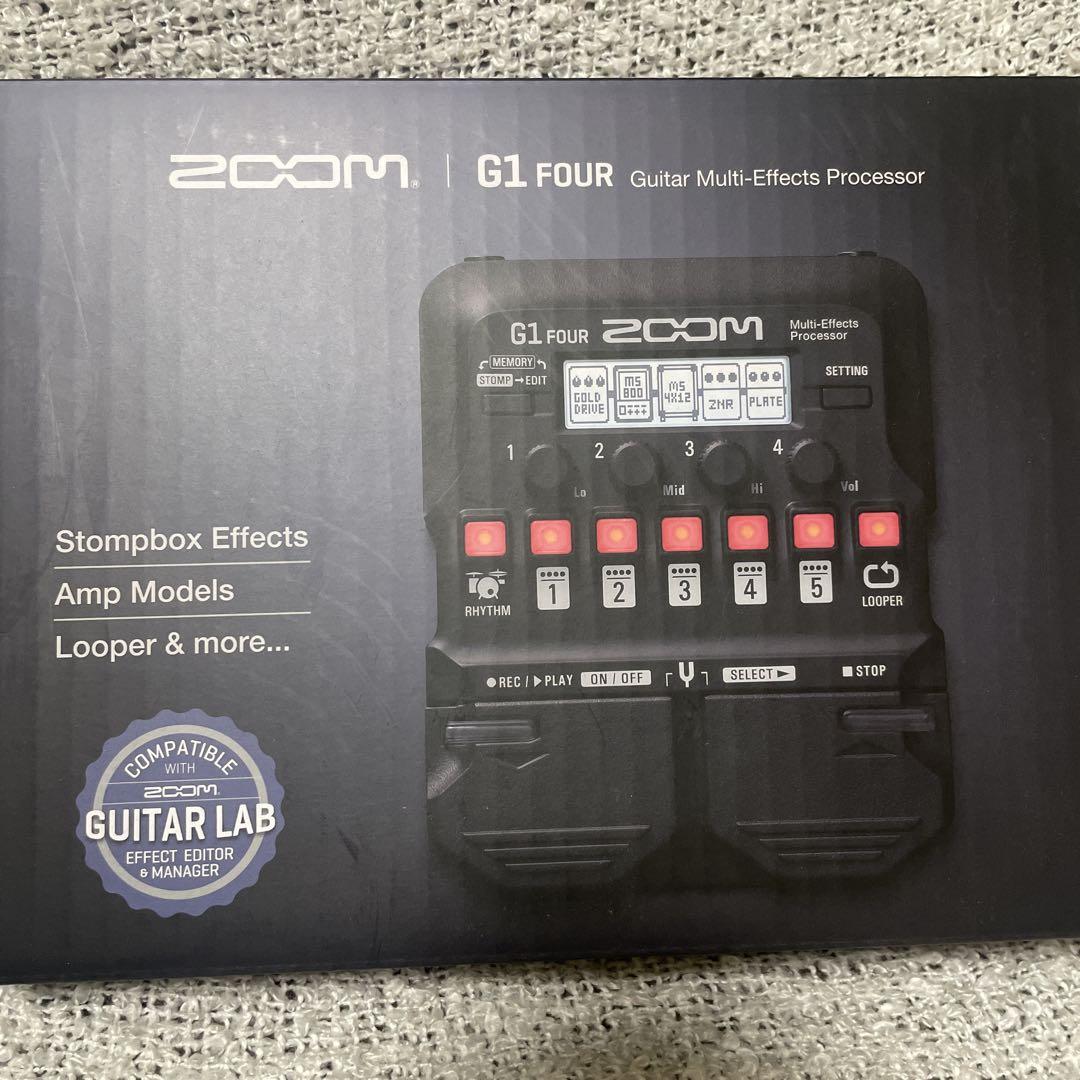 ZOOM® | G1 FOUR Guitar Multi-Effects Processor
G1 FOUR ZOOM Multi-Effects
Processor
MEMORY
STOMP → EDIT
SETTING
GOLD
DRIVE
MS
800
MS
4X12
ZNR
PLATE
1 2 3 4
Lo Mid Hi Vol
1 2 3 4 5
RHYTHM
LOOPER
●REC / ▶PLAY ON / OFF SELECT ▶ ■STOP
Stompbox Effects
Amp Models
Looper & more...
COMPATIBLE
WITH
ZOOM®
GUITAR LAB
EFFECT EDITOR
& MANAGER